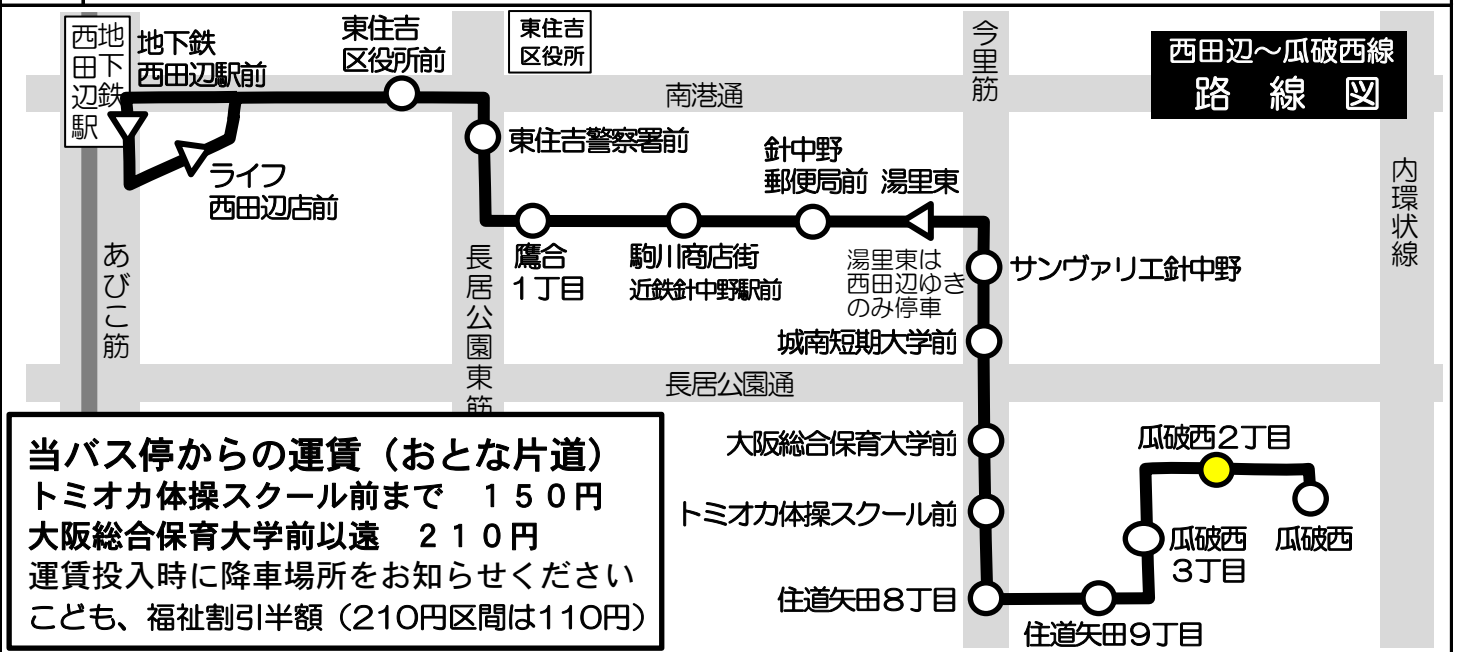 西田辺～瓜破西線
路線図
地下鉄
西田辺駅
地下鉄
西田辺駅前
東住吉
区役所前
東住吉
区役所
今里筋
南港通
東住吉警察署前
ライフ
西田辺店前
針中野
郵便局前
湯里東
内環状線
あびこ筋
長居公園東筋
鷹合
1丁目
駒川商店街
近鉄針中野駅前
湯里東は
西田辺ゆき
のみ停車
サンヴァリエ針中野
城南短期大学前
長居公園通
大阪総合保育大学前
瓜破西2丁目
トミオカ体操スクール前
瓜破西
3丁目
瓜破西
住道矢田8丁目
住道矢田9丁目
当バス停からの運賃（おとな片道）
トミオカ体操スクール前まで　１５０円
大阪総合保育大学前以遠　２１０円
運賃投入時に降車場所をお知らせください
こども、福祉割引半額（210円区間は110円）